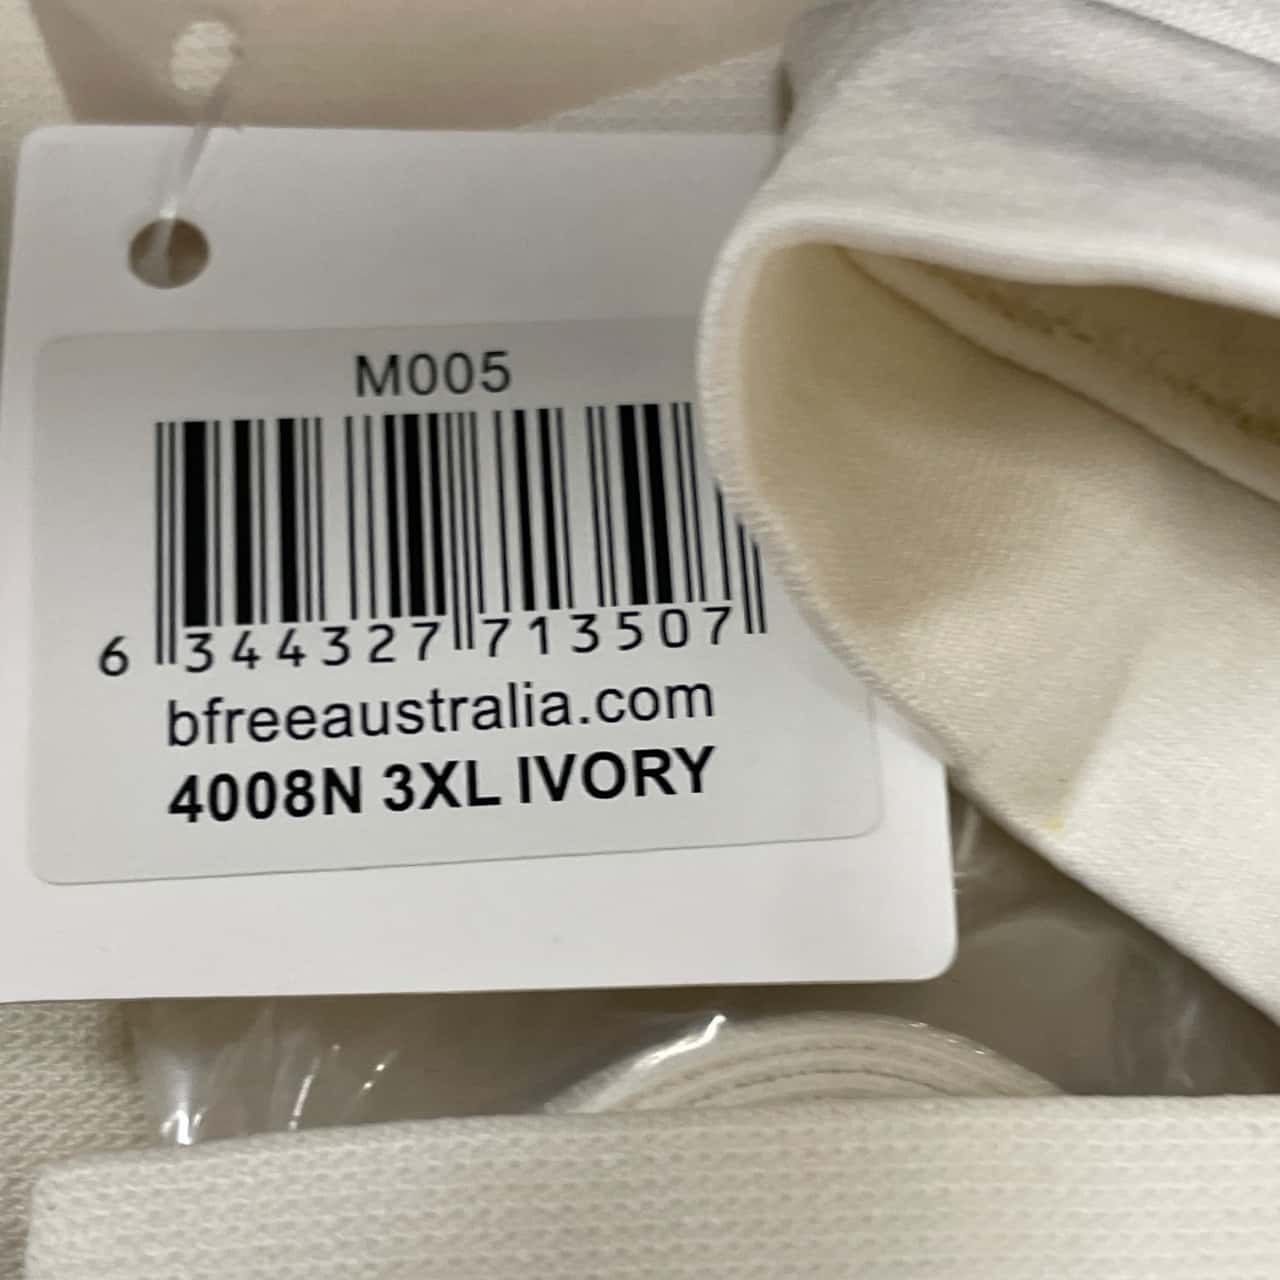 M005
6 344327 713507
bfreeaustralia.com
4008N 3XL IVORY